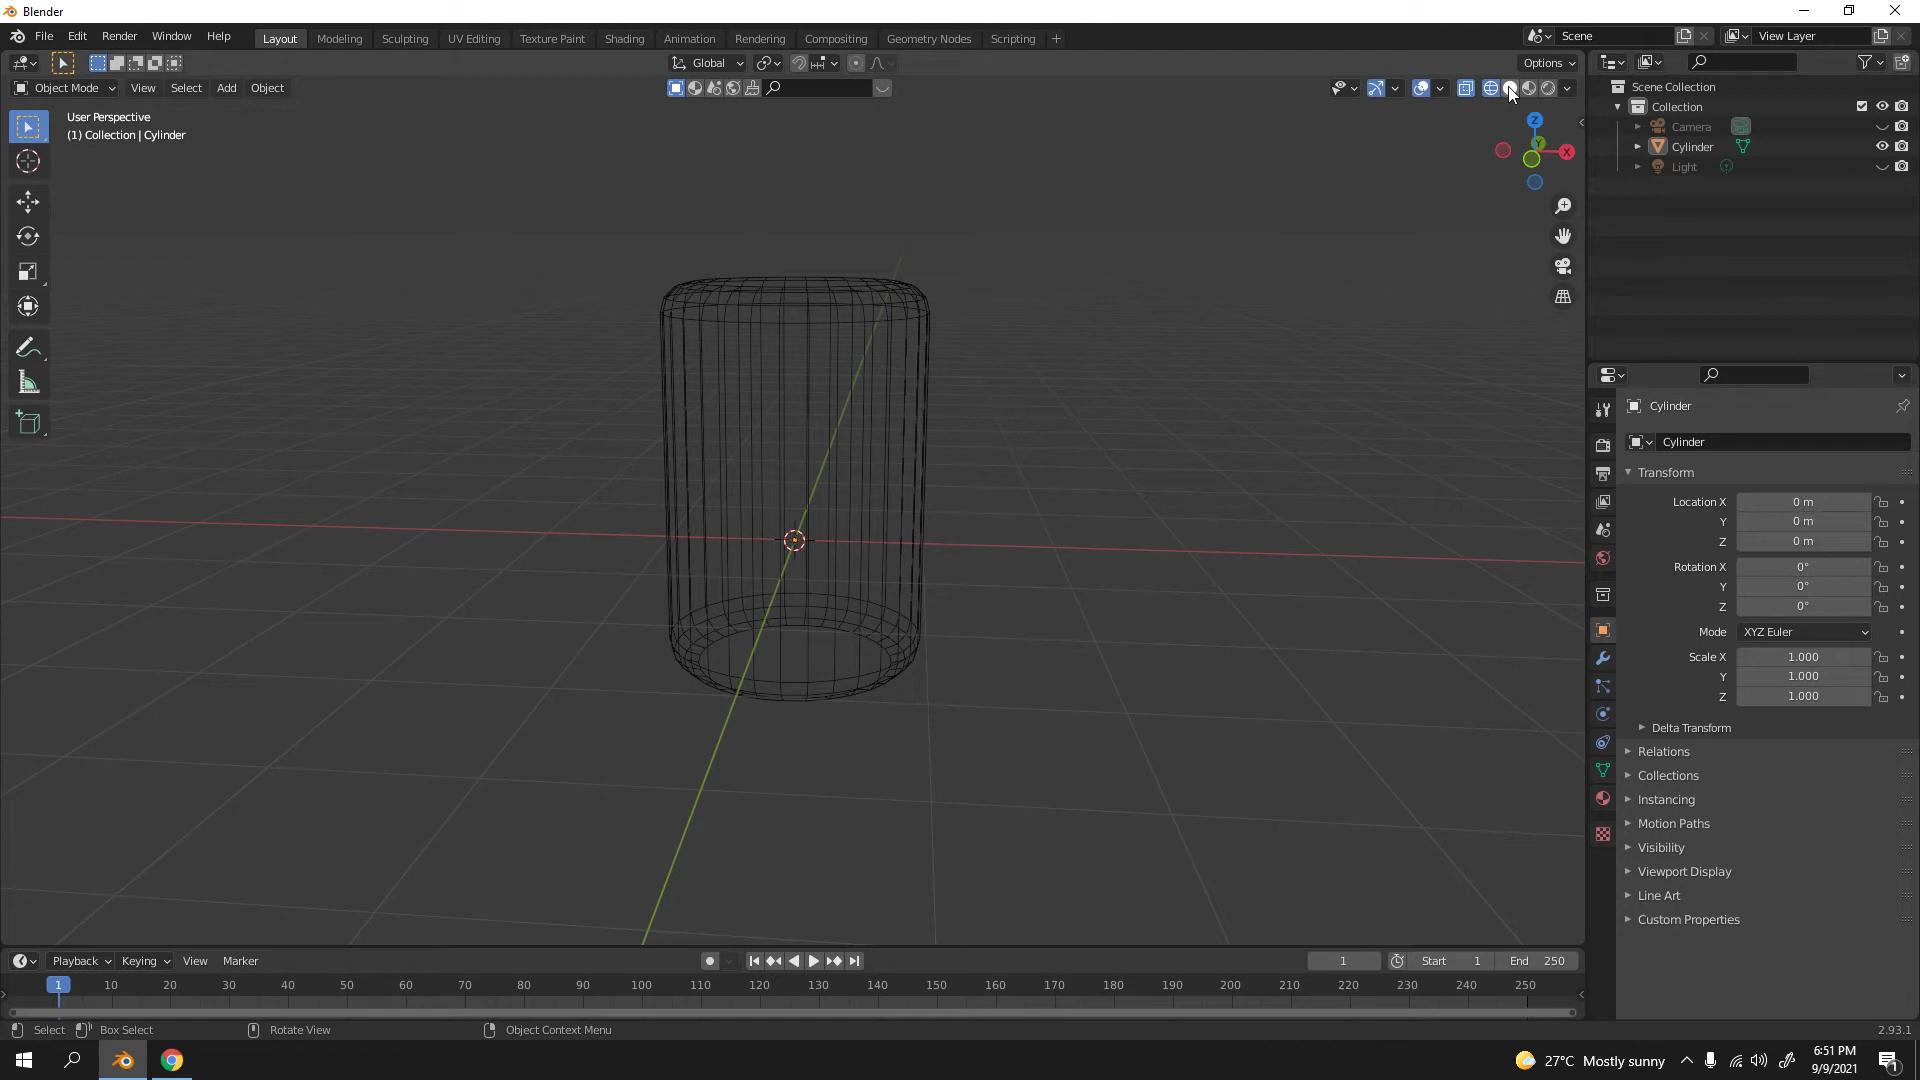 Blender
File Edit Render Window Help Layout Modeling Sculpting UV Editing Texture Paint Shading Animation Rendering Compositing Geometry Nodes Scripting + Scene View Layer
Global Options
Object Mode View Select Add Object
User Perspective
(1) Collection | Cylinder
Z
Y
X
Scene Collection
Collection
Camera
Cylinder
Light
Cylinder
Cylinder
Transform
Location X 0 m
Y 0 m
Z 0 m
Rotation X 0°
Y 0°
Z 0°
Mode XYZ Euler
Scale X 1.000
Y 1.000
Z 1.000
Delta Transform
Relations
Collections
Instancing
Motion Paths
Visibility
Viewport Display
Line Art
Custom Properties
Playback Keying View Marker 1 Start 1 End 250
1 10 20 30 40 50 60 70 80 90 100 110 120 130 140 150 160 170 180 190 200 210 220 230 240 250
Select Box Select Rotate View Object Context Menu 2.93.1
27°C Mostly sunny 6:51 PM
9/9/2021
1